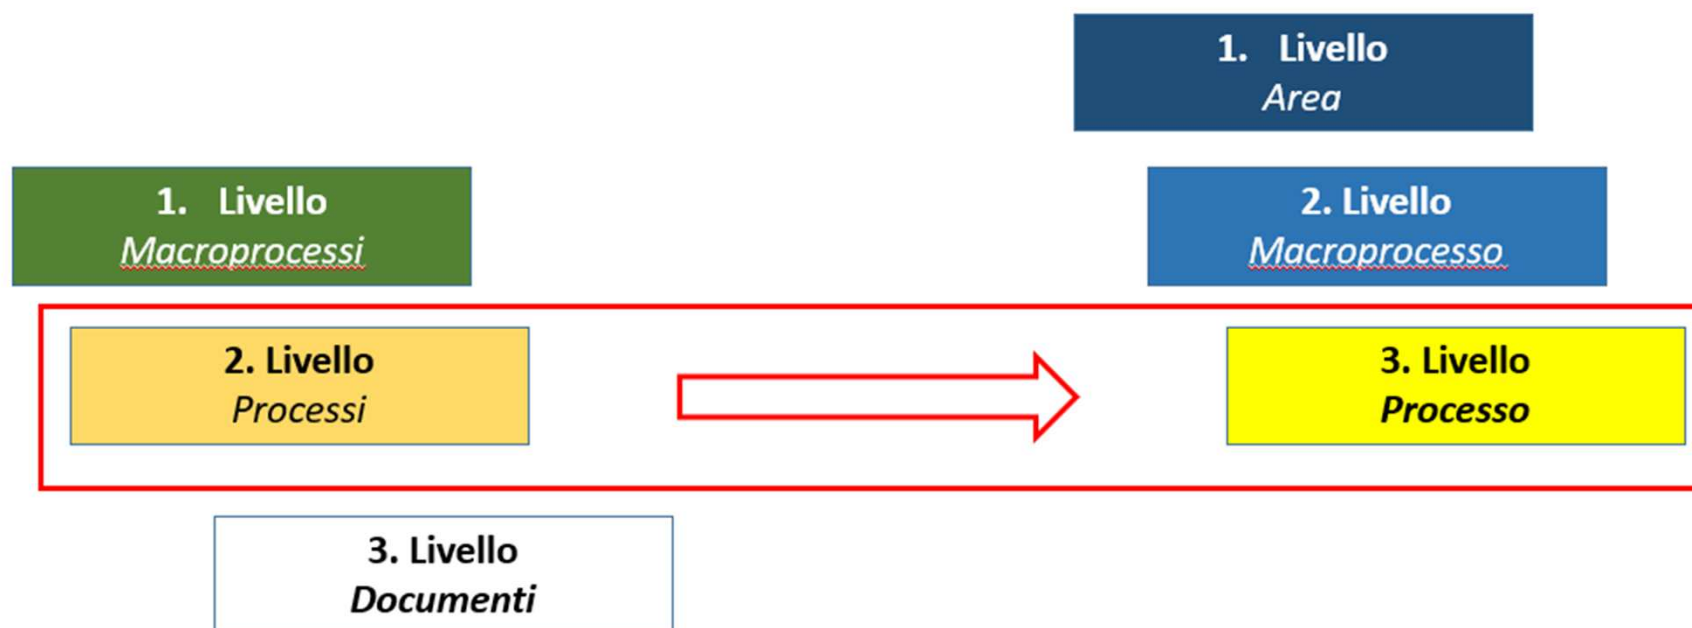 1. Livello
Area
1. Livello
Macroprocessi
2. Livello
Macroprocesso
2. Livello
Processi
3. Livello
Processo
3. Livello
Documenti